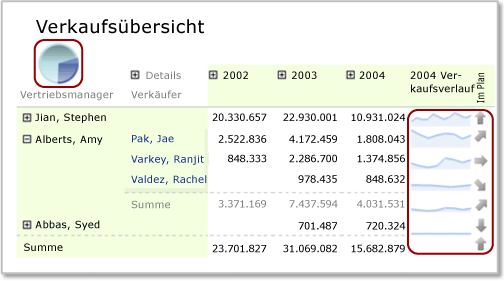 Verkaufsübersicht
Details 2002 2003 2004 2004 Ver-
kaufsverlauf
Im Plan
Vertriebsmanager Verkäufer
Jian, Stephen 20.330.657 22.930.001 10.931.024
Alberts, Amy Pak, Jae 2.522.836 4.172.459 1.808.043
Varkey, Ranjit 848.333 2.286.700 1.374.856
Valdez, Rachel 978.435 848.632
Summe 3.371.169 7.437.594 4.031.531
Abbas, Syed 701.487 720.324
Summe 23.701.827 31.069.082 15.682.879